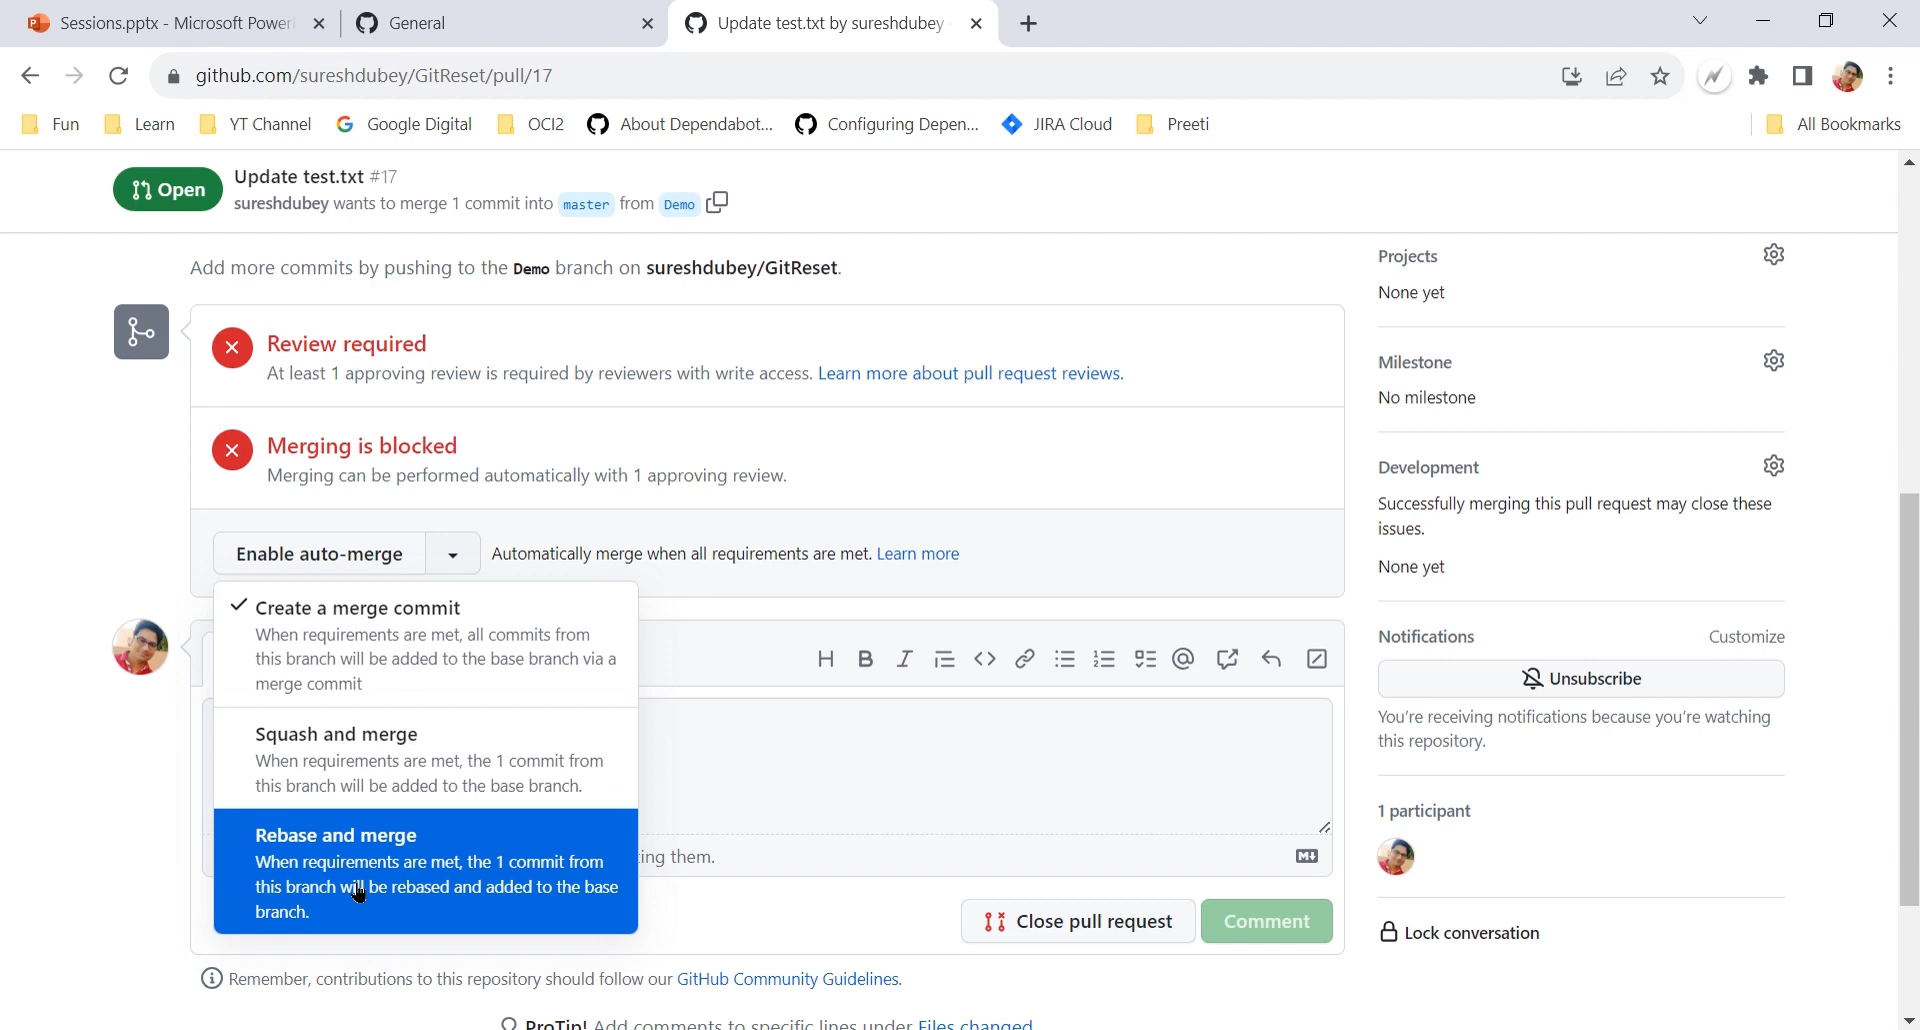 Sessions.pptx - Microsoft Power
General
Update test.txt by sureshdubey
github.com/sureshdubey/GitReset/pull/17
Fun
Learn
YT Channel
Google Digital
OCI2
About Dependabot...
Configuring Depen...
JIRA Cloud
Preeti
All Bookmarks
Open
Update test.txt #17
sureshdubey wants to merge 1 commit into master from Demo
Add more commits by pushing to the Demo branch on sureshdubey/GitReset.
Review required
At least 1 approving review is required by reviewers with write access. Learn more about pull request reviews.
Merging is blocked
Merging can be performed automatically with 1 approving review.
Enable auto-merge
Automatically merge when all requirements are met. Learn more
Create a merge commit
When requirements are met, all commits from
this branch will be added to the base branch via a
merge commit
Squash and merge
When requirements are met, the 1 commit from
this branch will be added to the base branch.
Rebase and merge
When requirements are met, the 1 commit from
this branch will be rebased and added to the base
branch.
ing them.
Close pull request
Comment
Remember, contributions to this repository should follow our GitHub Community Guidelines.
ProTip! Add comments to specific lines under Files changed
Projects
None yet
Milestone
No milestone
Development
Successfully merging this pull request may close these
issues.
None yet
Notifications
Customize
Unsubscribe
You're receiving notifications because you're watching
this repository.
1 participant
Lock conversation